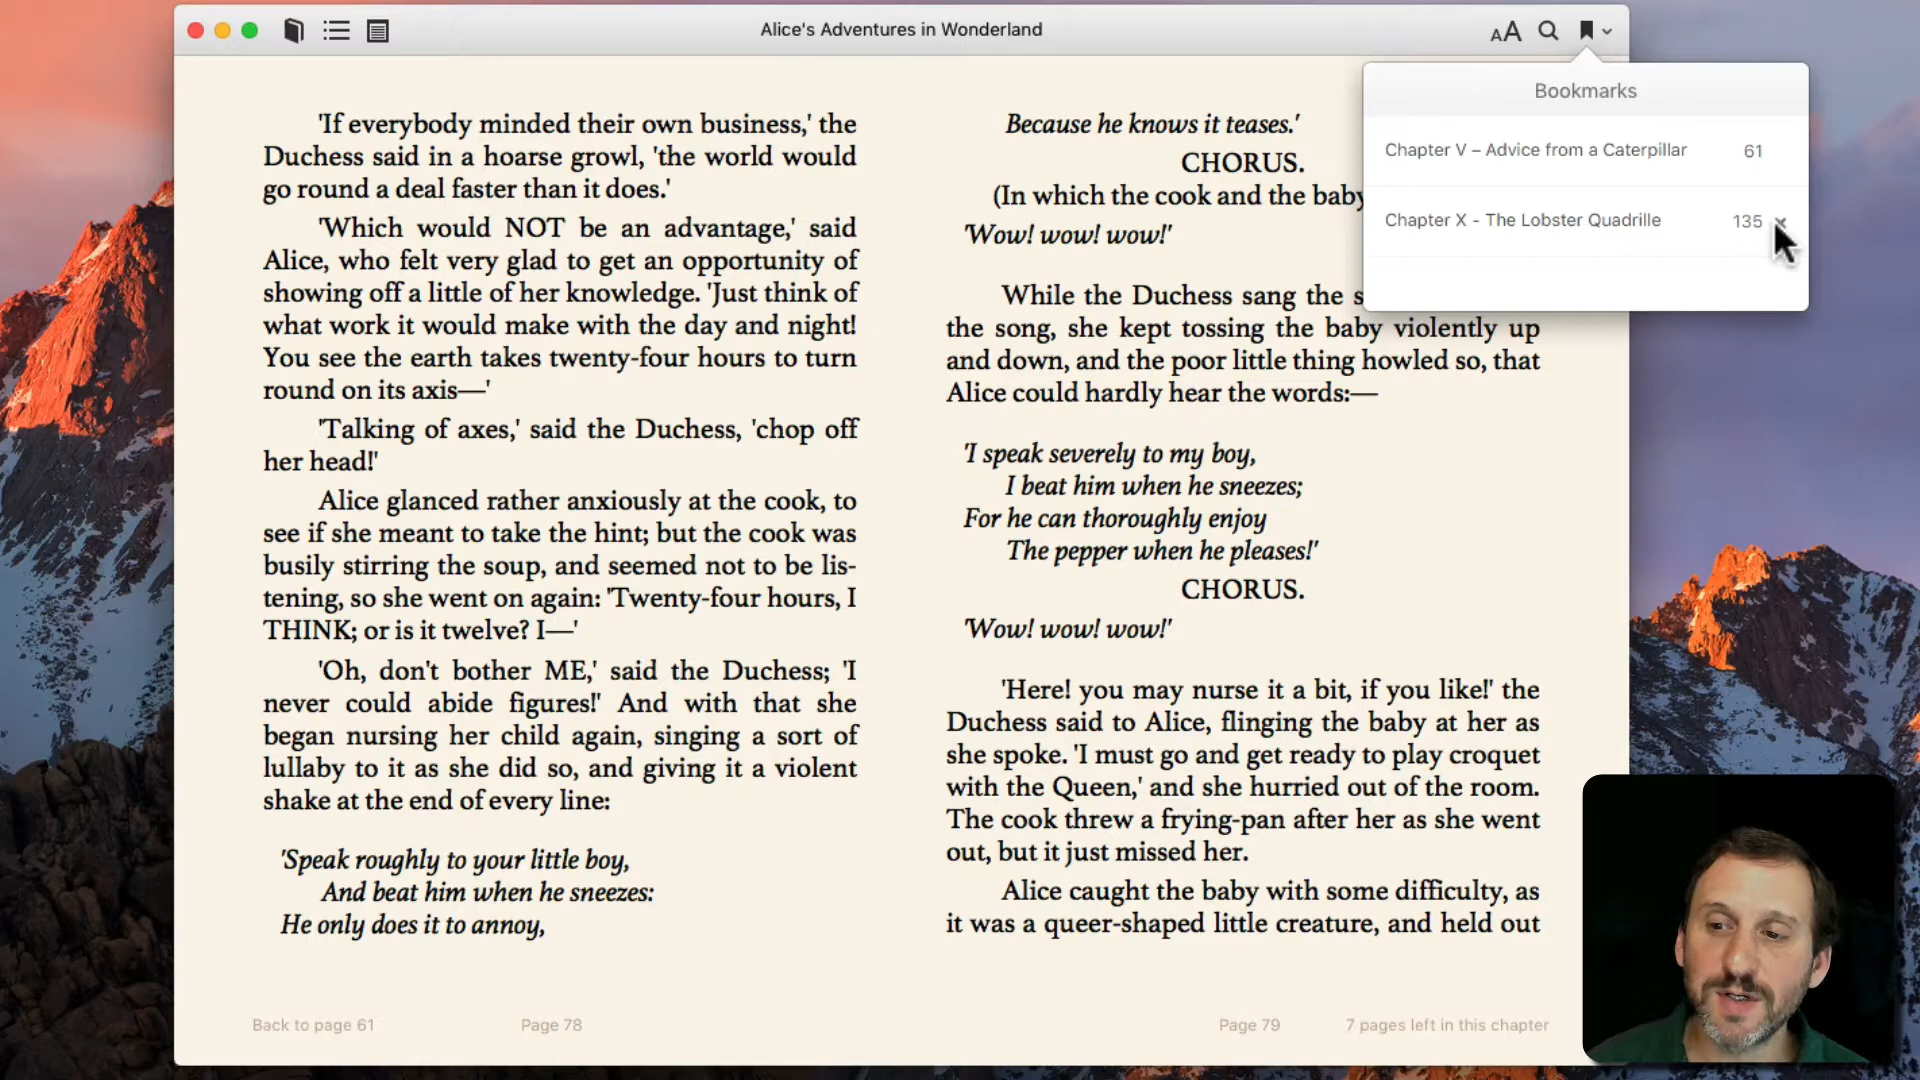 Alice's Adventures in Wonderland
AA
Bookmarks
Chapter V – Advice from a Caterpillar 61
Chapter X - The Lobster Quadrille 135
'If everybody minded their own business,' the
Duchess said in a hoarse growl, 'the world would
go round a deal faster than it does.'
'Which would NOT be an advantage,' said
Alice, who felt very glad to get an opportunity of
showing off a little of her knowledge. 'Just think of
what work it would make with the day and night!
You see the earth takes twenty-four hours to turn
round on its axis—'
'Talking of axes,' said the Duchess, 'chop off
her head!'
Alice glanced rather anxiously at the cook, to
see if she meant to take the hint; but the cook was
busily stirring the soup, and seemed not to be lis-
tening, so she went on again: 'Twenty-four hours, I
THINK; or is it twelve? I—'
'Oh, don't bother ME,' said the Duchess; 'I
never could abide figures!' And with that she
began nursing her child again, singing a sort of
lullaby to it as she did so, and giving it a violent
shake at the end of every line:
'Speak roughly to your little boy,
And beat him when he sneezes:
He only does it to annoy,
Because he knows it teases.'
CHORUS.
(In which the cook and the baby
'Wow! wow! wow!'
While the Duchess sang the s
the song, she kept tossing the baby violently up
and down, and the poor little thing howled so, that
Alice could hardly hear the words:—
'I speak severely to my boy,
I beat him when he sneezes;
For he can thoroughly enjoy
The pepper when he pleases!'
CHORUS.
'Wow! wow! wow!'
'Here! you may nurse it a bit, if you like!' the
Duchess said to Alice, flinging the baby at her as
she spoke. 'I must go and get ready to play croquet
with the Queen,' and she hurried out of the room.
The cook threw a frying-pan after her as she went
out, but it just missed her.
Alice caught the baby with some difficulty, as
it was a queer-shaped little creature, and held out
Back to page 61
Page 78
Page 79
7 pages left in this chapter